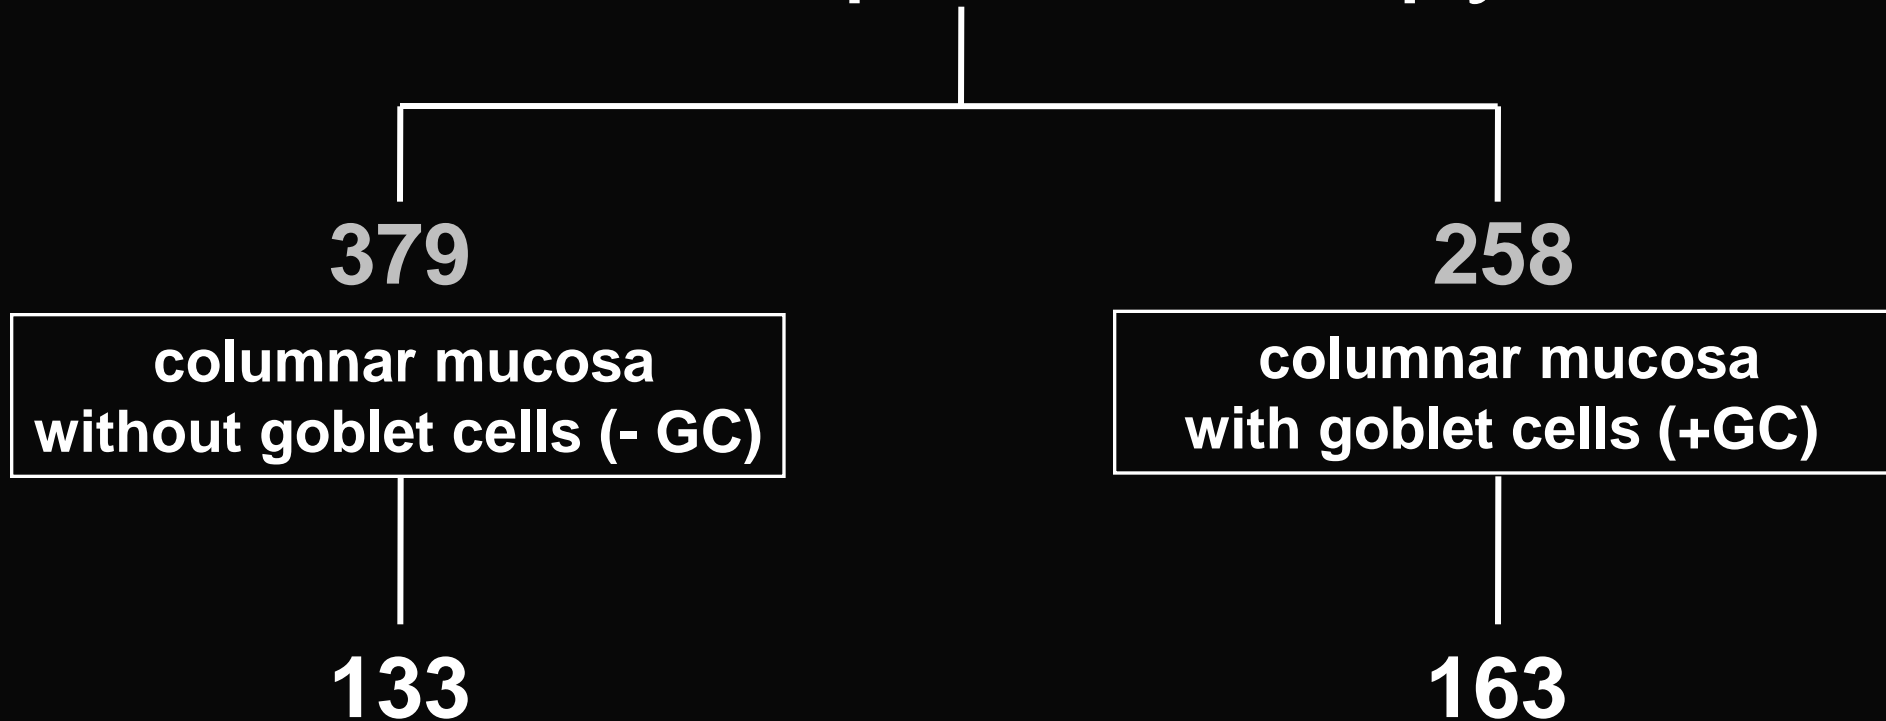 379
258
columnar mucosa
without goblet cells (- GC)
columnar mucosa
with goblet cells (+GC)
133
163